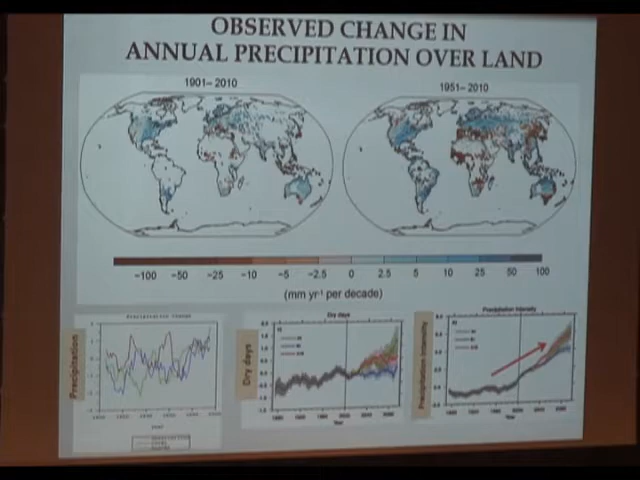 OBSERVED CHANGE IN
ANNUAL PRECIPITATION OVER LAND
1901– 2010
1951– 2010
−100 −50 −25 −10 −5 −2.5 0 2.5 5 10 25 50 100
(mm yr⁻¹ per decade)
Precipitation Change
Precipitation
Dry days
Dry days
Year
Precipitation Intensity
Precipitation Intensity
Year